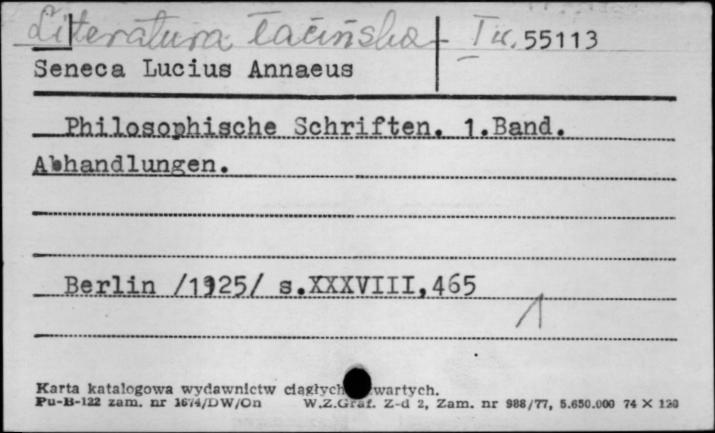 Literatura łacińska
Tu. 55113
Seneca Lucius Annaeus
Philosophische Schriften. 1.Band.
Abhandlungen.
Berlin /1925/ s.XXXVIII,465
Karta katalogowa wydawnictw ciągłych wartych.
Pu-B-122 zam. nr 1674/DW/On W.Z.Graf. Z-d 2, Zam. nr 988/77, 5.650.000 74 X 120